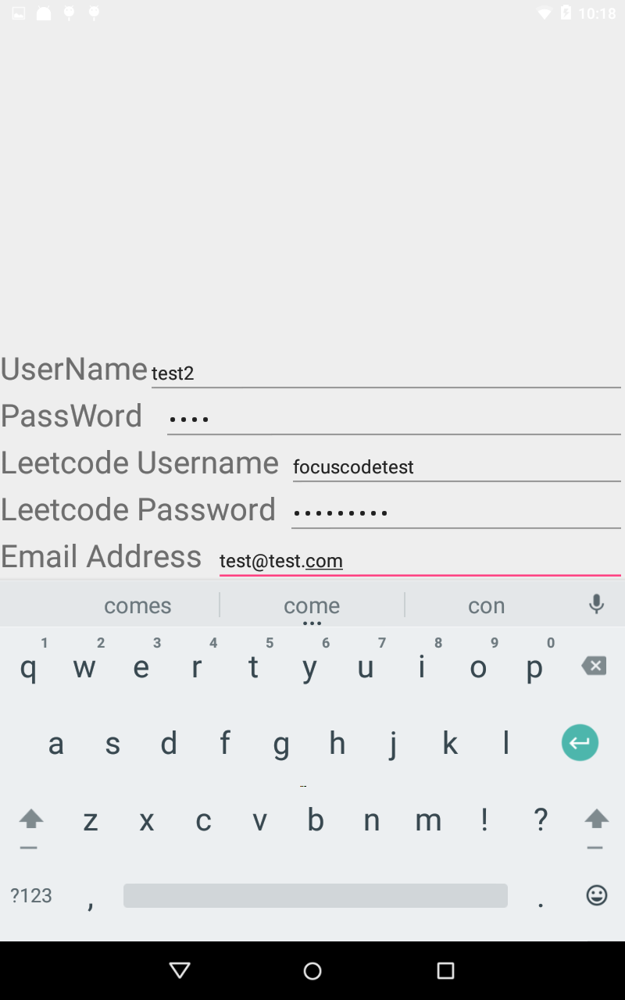 10:18
UserName test2
PassWord ••••
Leetcode Username focuscodetest
Leetcode Password •••••••••
Email Address test@test.com
comes come con
1 2 3 4 5 6 7 8 9 0
q w e r t y u i o p
a s d f g h j k l
z x c v b n m ! ?
?123 , .